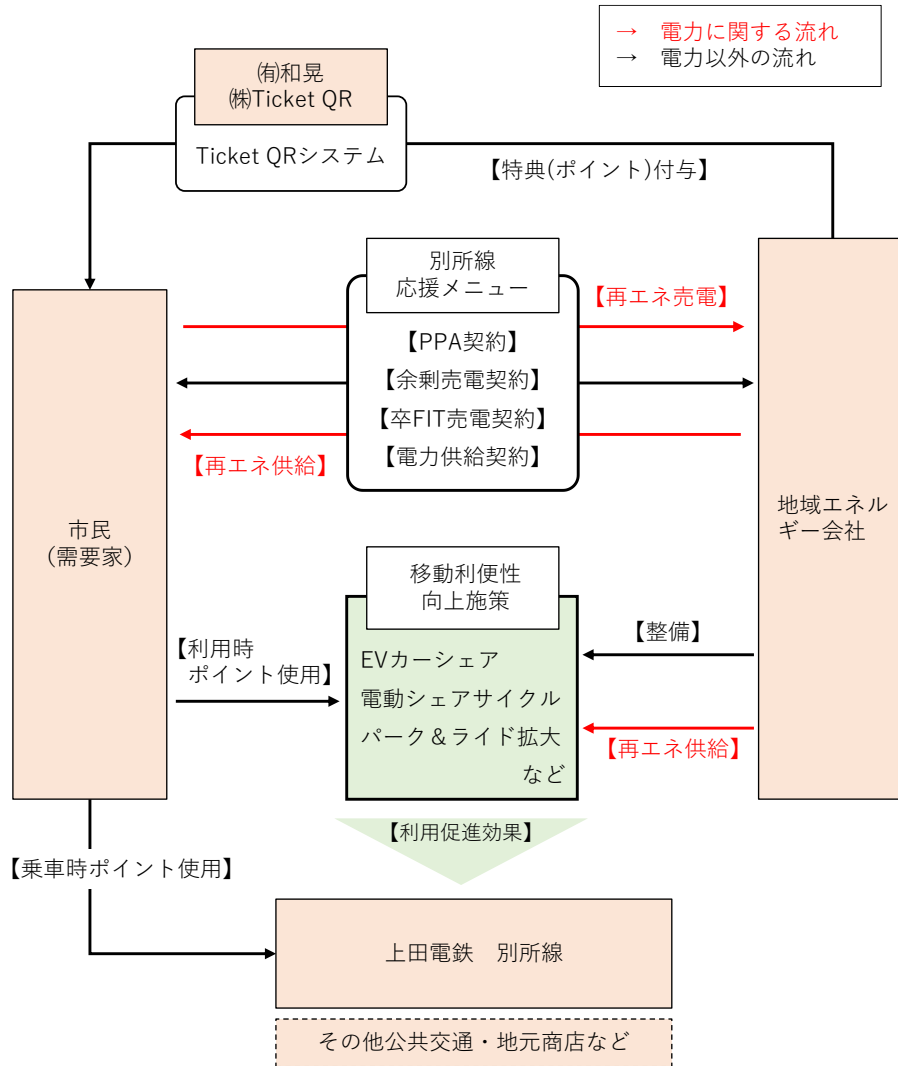 → 電力に関する流れ
→ 電力以外の流れ
㈲和晃
㈱Ticket QR
Ticket QRシステム
【特典(ポイント)付与】
別所線
応援メニュー
【再エネ売電】
【PPA契約】
【余剰売電契約】
【卒FIT売電契約】
【電力供給契約】
【再エネ供給】
市民
(需要家)
地域エネル
ギー会社
移動利便性
向上施策
【利用時
ポイント使用】
EVカーシェア
電動シェアサイクル
パーク＆ライド拡大
など
【整備】
【再エネ供給】
【利用促進効果】
【乗車時ポイント使用】
上田電鉄　別所線
その他公共交通・地元商店など